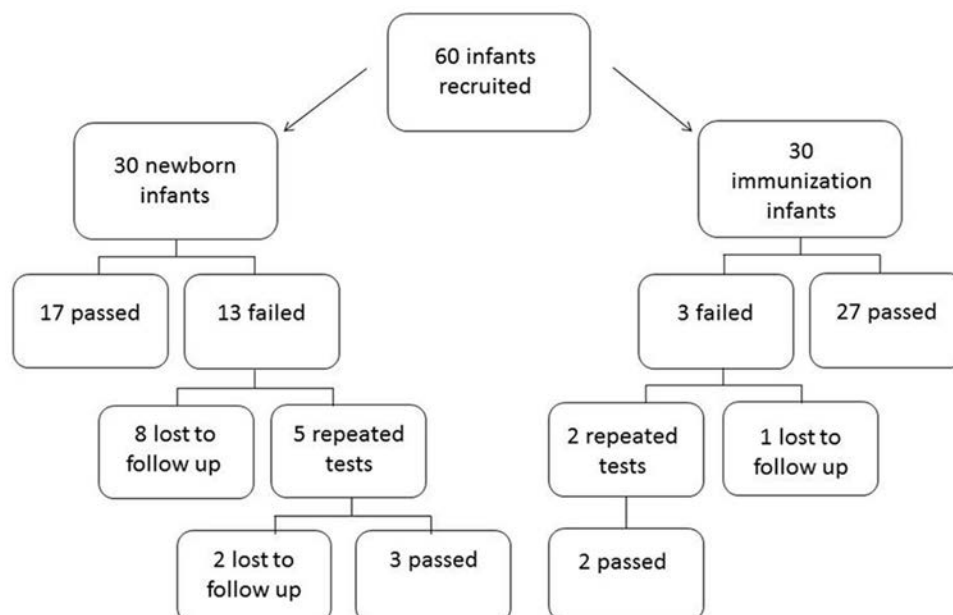 60 infants
recruited
30 newborn
infants
30
immunization
infants
17 passed
13 failed
3 failed
27 passed
8 lost to
follow up
5 repeated
tests
2 repeated
tests
1 lost to
follow up
2 lost to
follow up
3 passed
2 passed